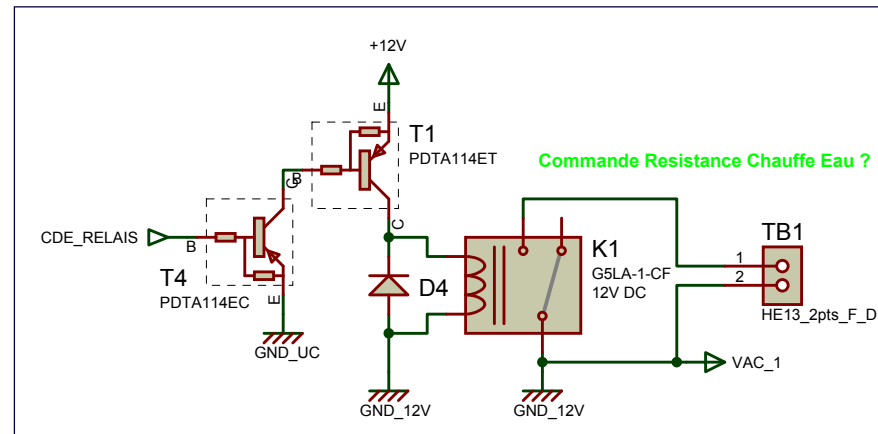 +12V
E
T1
PDTA114ET
Commande Resistance Chauffe Eau ?
C
B
C
CDE_RELAIS
B
T4
PDTA114EC
E
GND_UC
D4
K1
G5LA-1-CF
12V DC
TB1
1
2
HE13_2pts_F_D
VAC_1
GND_12V
GND_12V